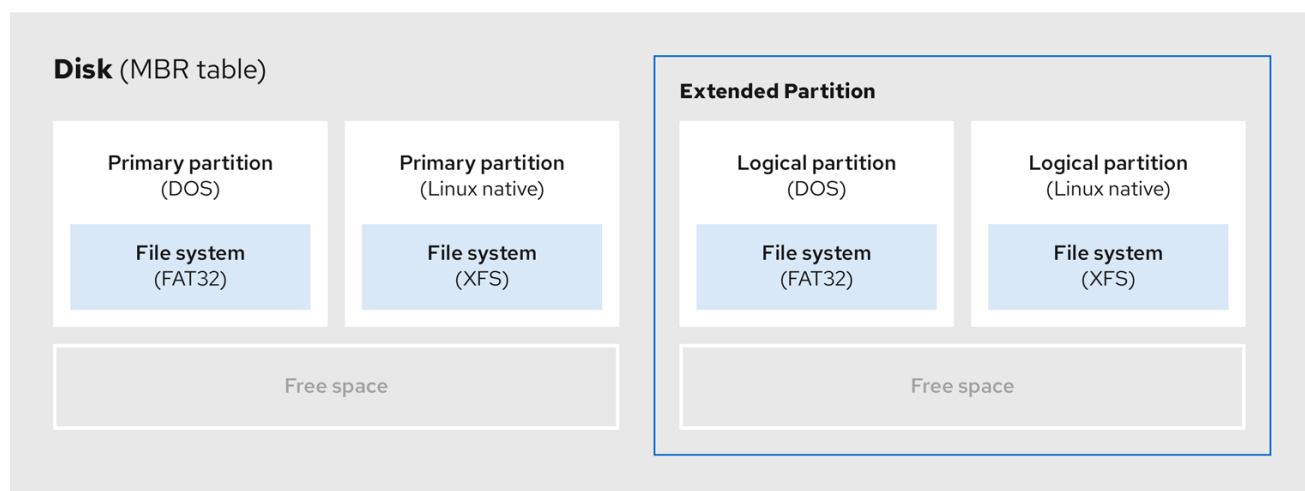 Disk (MBR table)
Primary partition
(DOS)
File system
(FAT32)
Primary partition
(Linux native)
File system
(XFS)
Free space
Extended Partition
Logical partition
(DOS)
File system
(FAT32)
Logical partition
(Linux native)
File system
(XFS)
Free space